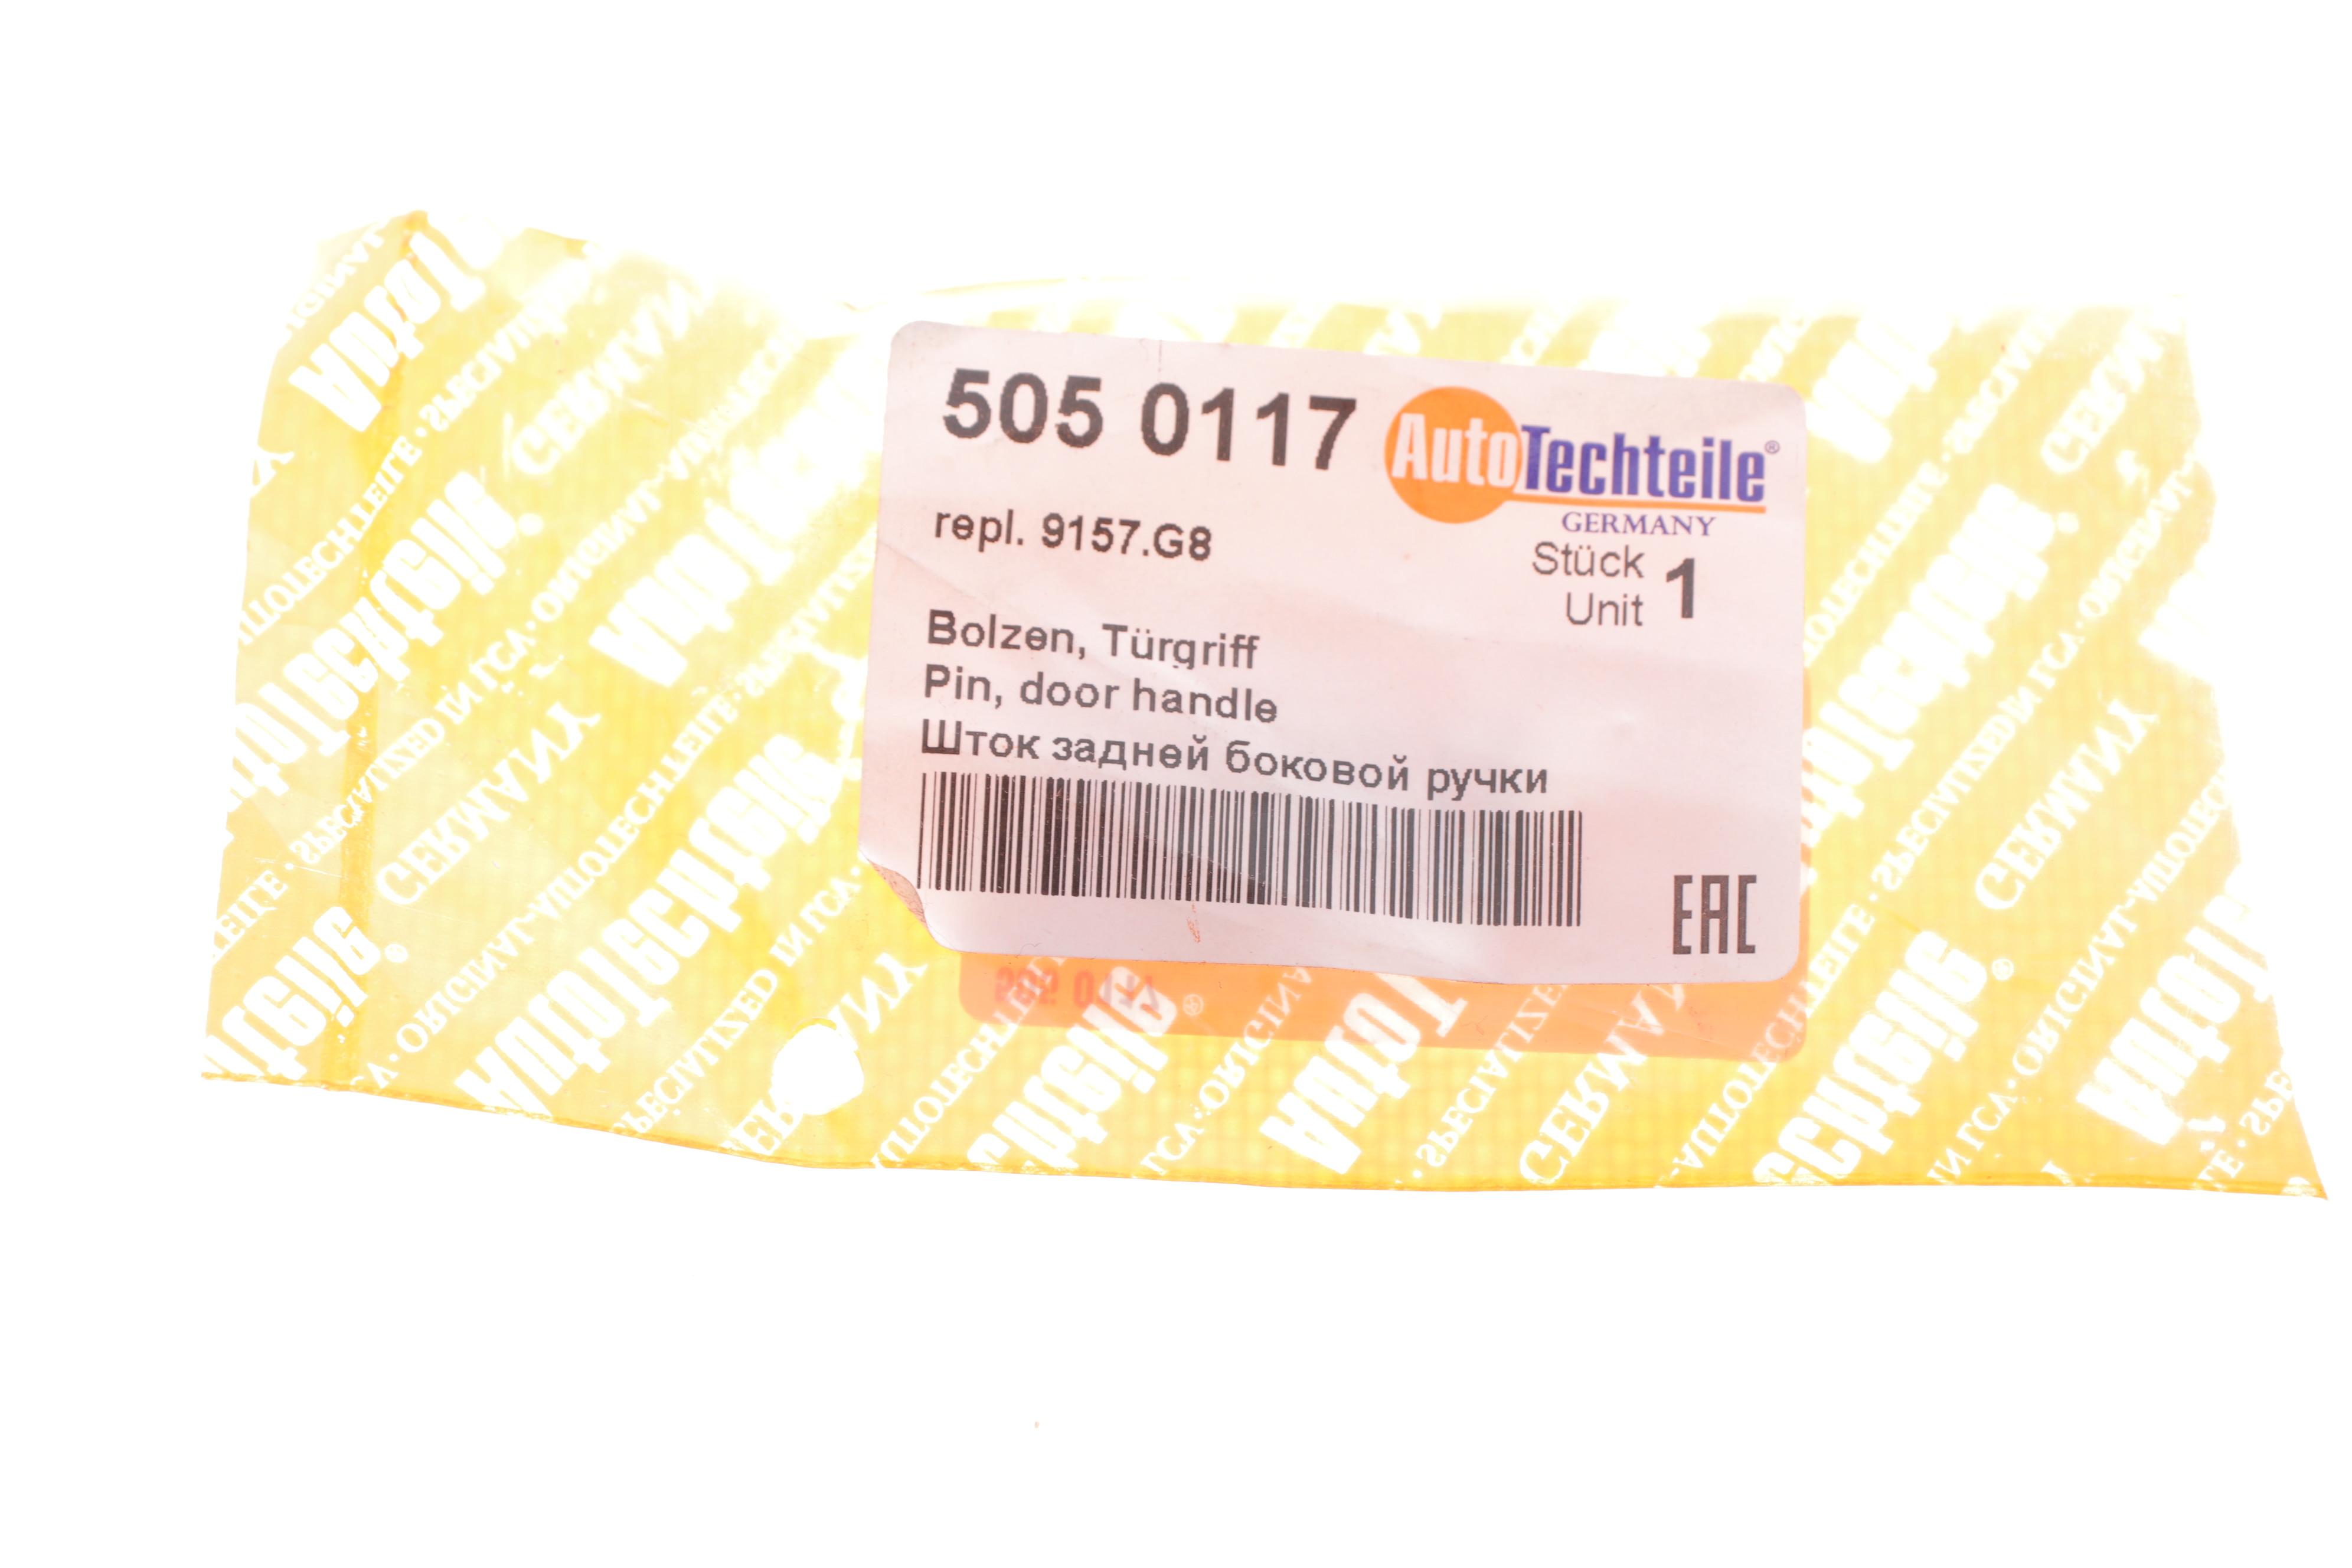 505 0117
AutoTechteile®
GERMANY
repl. 9157.G8
Stück
Unit 1
Bolzen, Türgriff
Pin, door handle
Шток задней боковой ручки
EAC